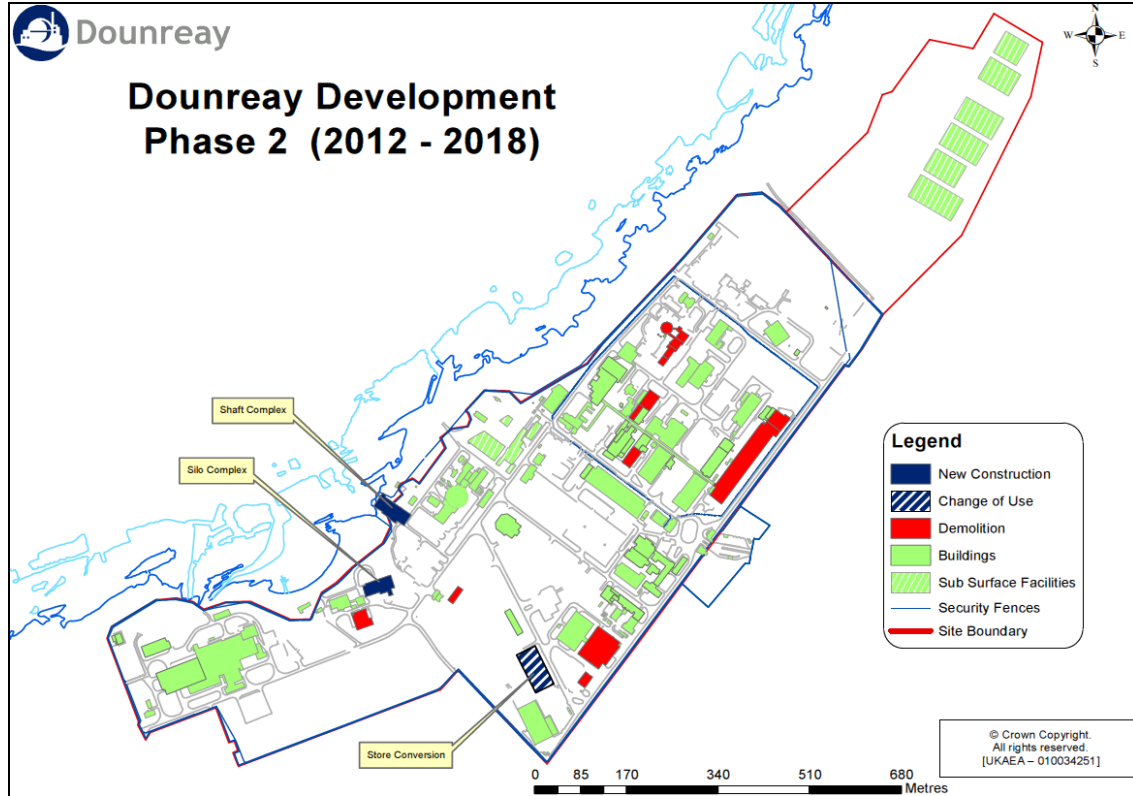 Dounreay
Dounreay Development
Phase 2 (2012 - 2018)
N
W E
S
Shaft Complex
Silo Complex
Store Conversion
Legend
New Construction
Change of Use
Demolition
Buildings
Sub Surface Facilities
Security Fences
Site Boundary
© Crown Copyright.
All rights reserved.
[UKAEA – 010034251]
0 85 170 340 510 680
Metres